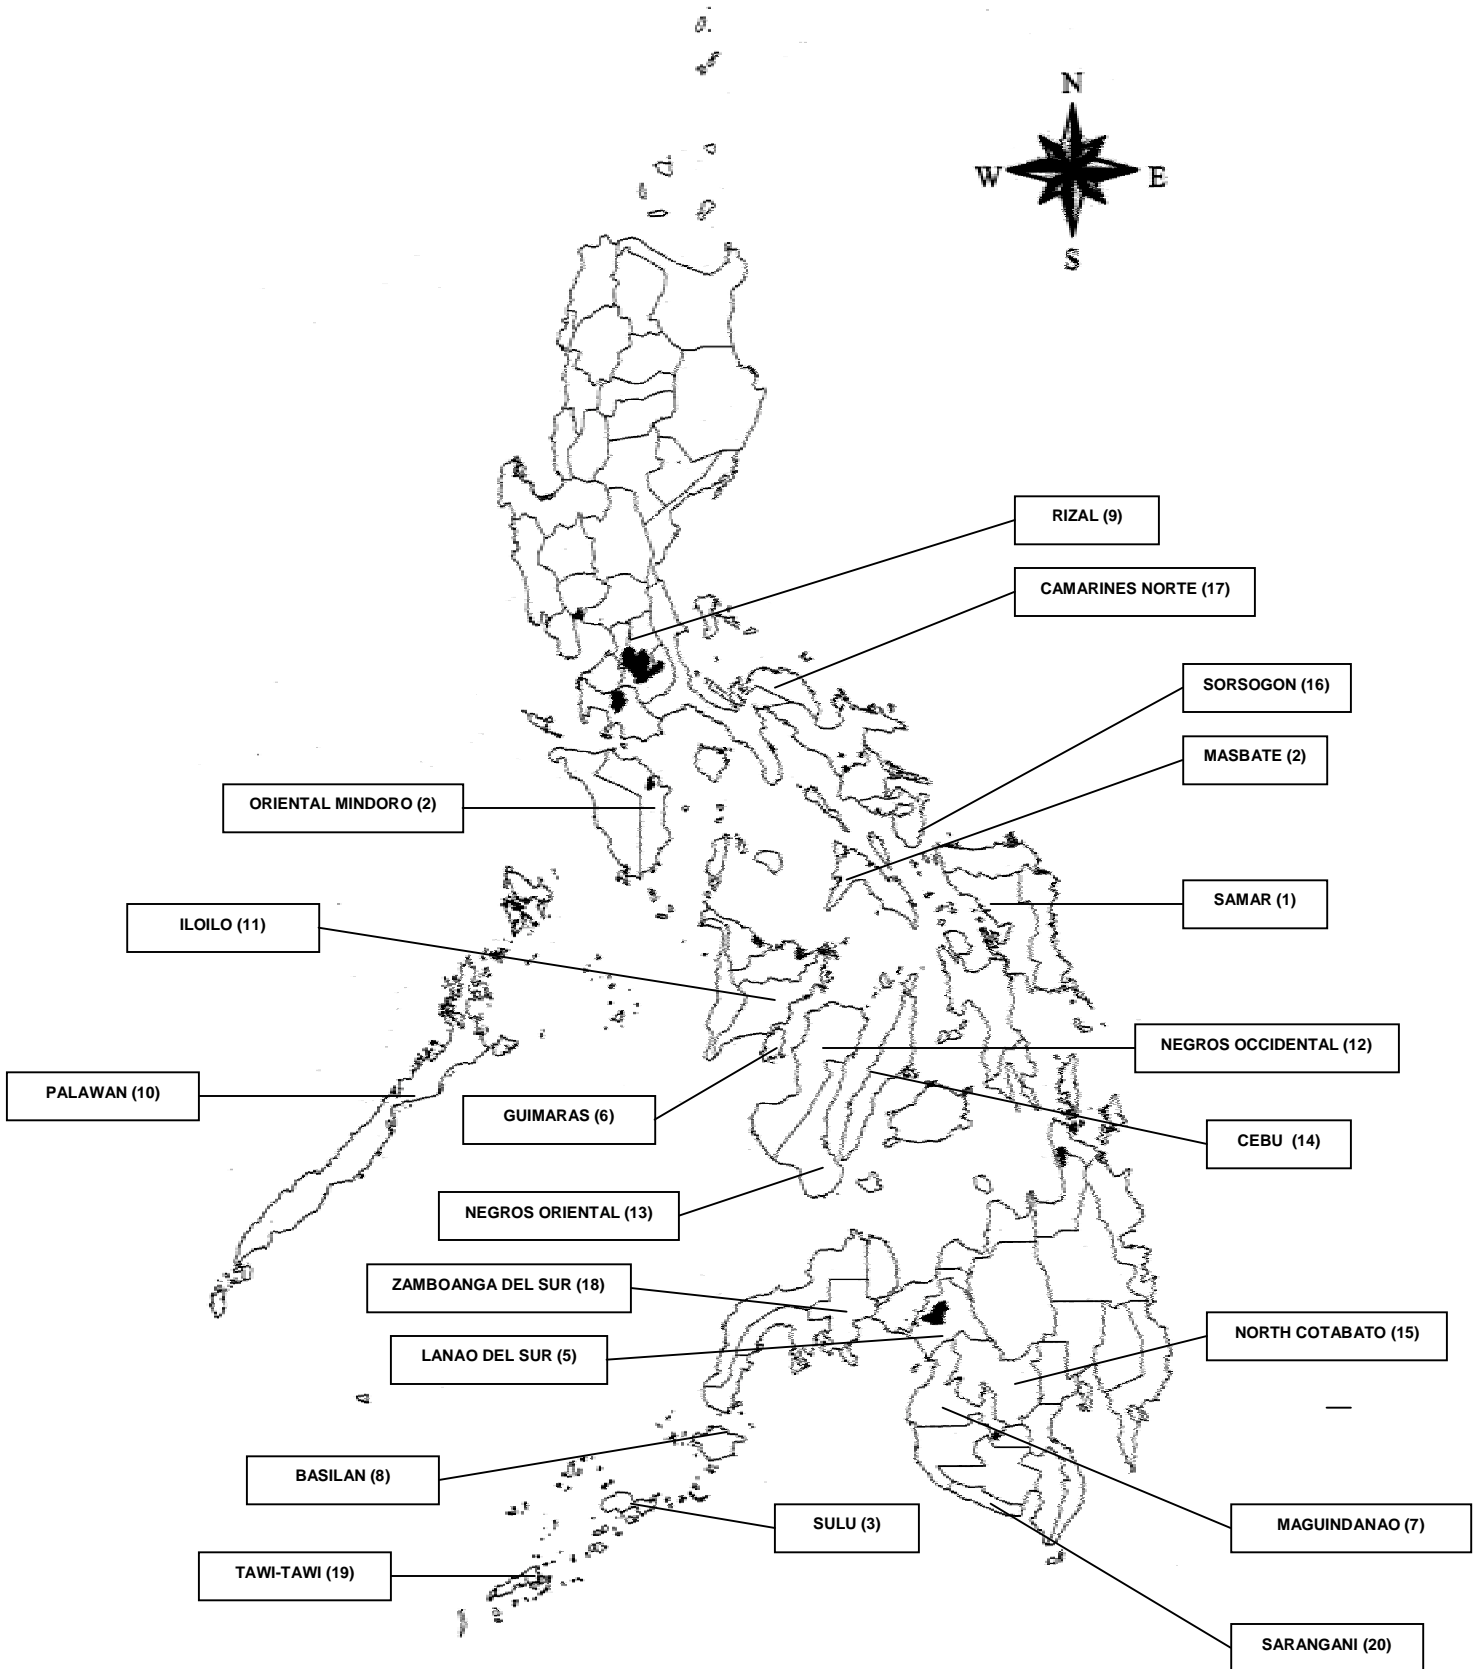 N
W E
S
RIZAL (9)
CAMARINES NORTE (17)
SORSOGON (16)
MASBATE (2)
ORIENTAL MINDORO (2)
SAMAR (1)
ILOILO (11)
NEGROS OCCIDENTAL (12)
PALAWAN (10)
GUIMARAS (6)
CEBU (14)
NEGROS ORIENTAL (13)
ZAMBOANGA DEL SUR (18)
NORTH COTABATO (15)
LANAO DEL SUR (5)
BASILAN (8)
SULU (3)
MAGUINDANAO (7)
TAWI-TAWI (19)
SARANGANI (20)